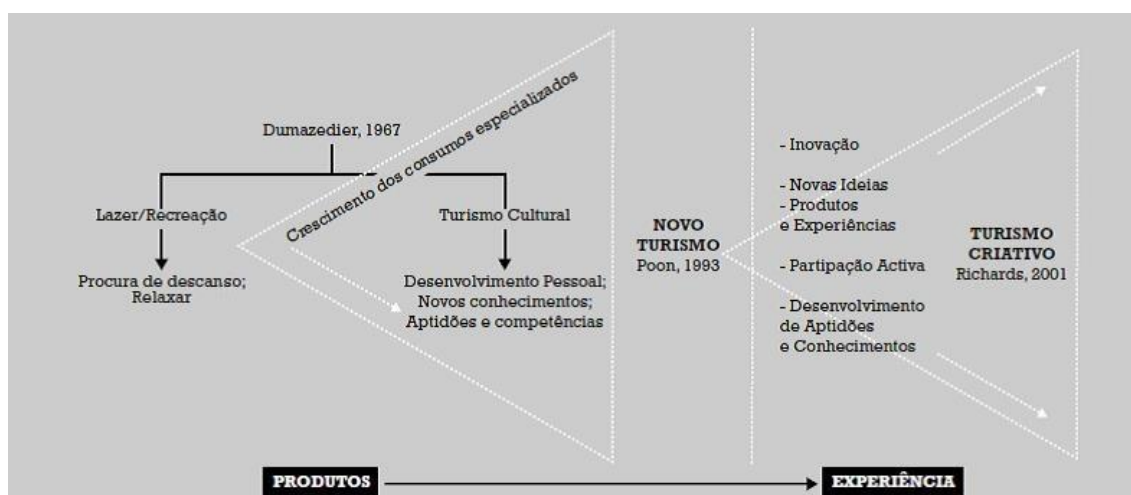 Dumazedier, 1967
Lazer/Recreação
Procura de descanso;
Relaxar
Crescimento dos consumos especializados
Turismo Cultural
Desenvolvimento Pessoal;
Novos conhecimentos;
Aptidões e competências
NOVO
TURISMO
Poon, 1993
- Inovação
- Novas Ideias
- Produtos
e Experiências
- Partipação Activa
- Desenvolvimento
de Aptidões
e Conhecimentos
TURISMO
CRIATIVO
Richards, 2001
PRODUTOS
EXPERIÊNCIA